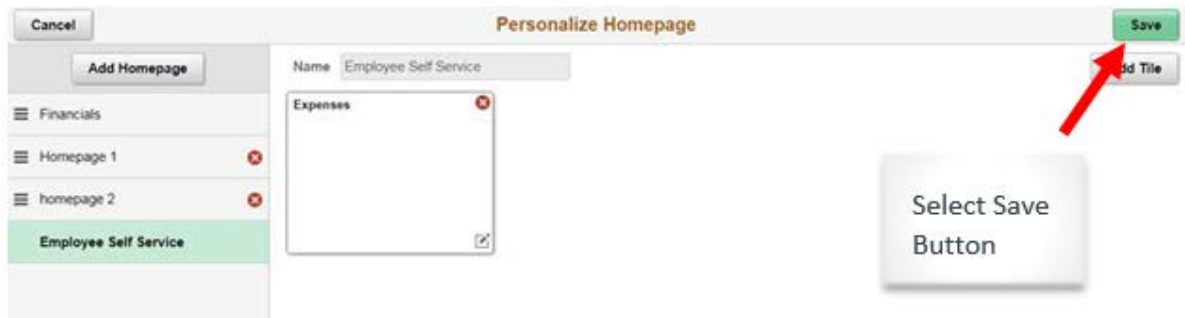 Cancel
Personalize Homepage
Save
Add Homepage
Name Employee Self Service
dd Tile
Financials
Expenses
Homepage 1
homepage 2
Employee Self Service
Select Save
Button